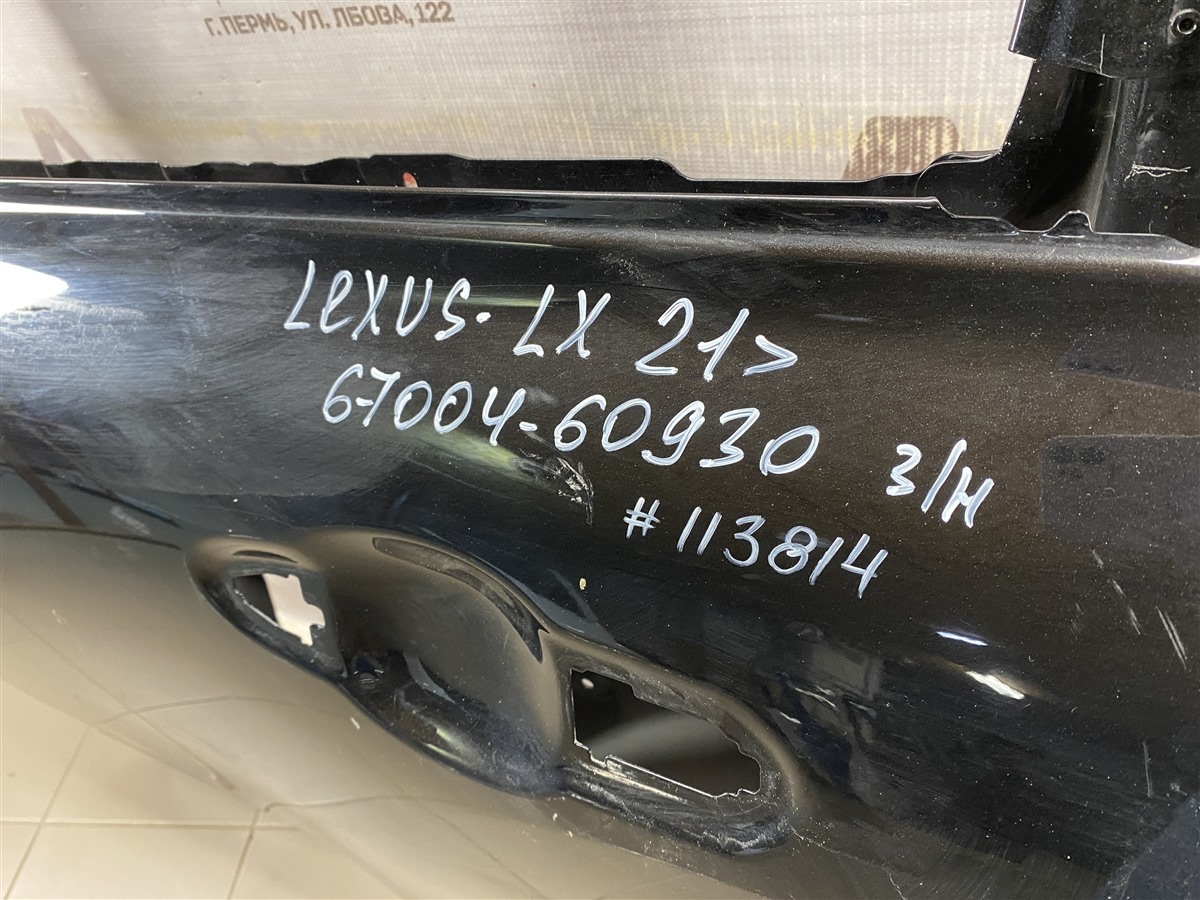 Г. ПЕРМЬ, УЛ. ЛБОВА, 122
LEXUS. LX 21>
67004-60930 З/Н
#113814